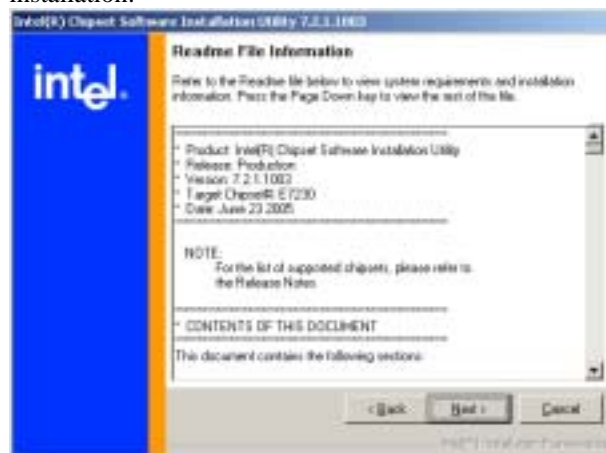 installation.
Intel(R) Chipset Software Installation Utility 7.2.1.1003
intel.
Readme File Information
Refer to the Readme file below to view system requirements and installation
information. Press the Page Down key to view the rest of the file.
************************************************************
* Product: Intel(R) Chipset Software Installation Utility
* Release: Production
* Version: 7.2.1.1003
* Target Chipset#: E7230
* Date: June 23 2005
************************************************************
NOTE:
For the list of supported chipsets, please refer to
the Release Notes
************************************************************
* CONTENTS OF THIS DOCUMENT
************************************************************
This document contains the following sections:
< Back
Next >
Cancel